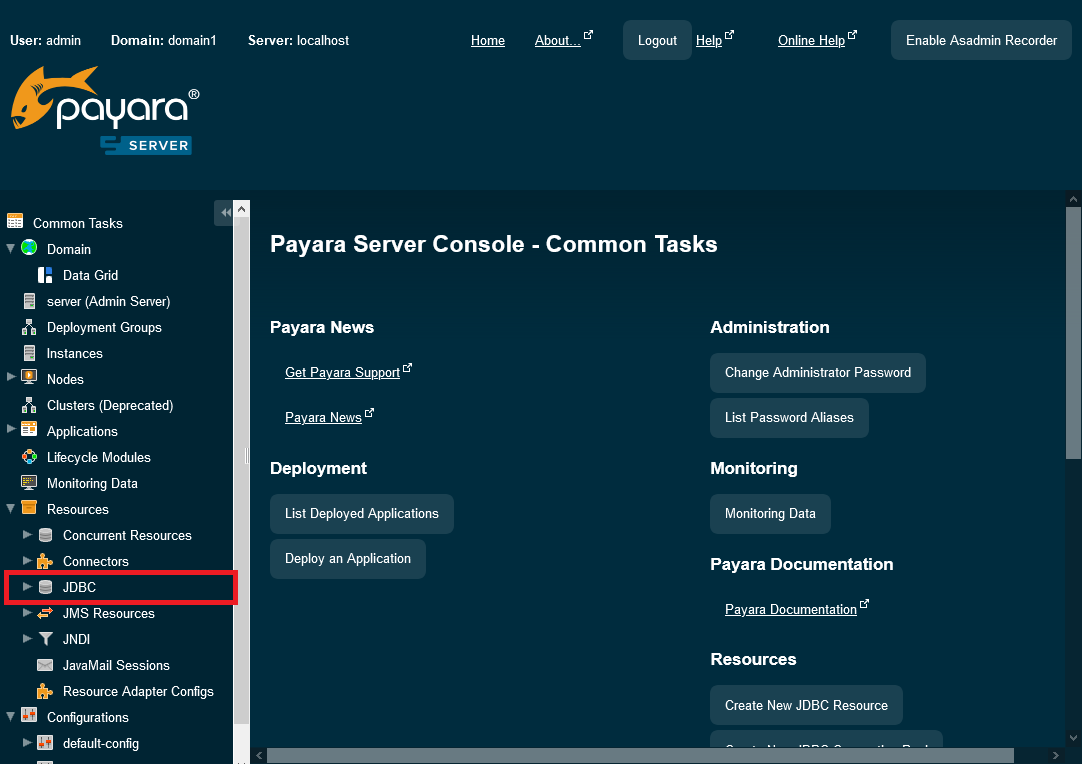 User: admin Domain: domain1 Server: localhost Home About... Logout Help Online Help Enable Asadmin Recorder
payara®
SERVER
Common Tasks
Domain
Data Grid
server (Admin Server)
Deployment Groups
Instances
Nodes
Clusters (Deprecated)
Applications
Lifecycle Modules
Monitoring Data
Resources
Concurrent Resources
Connectors
JDBC
JMS Resources
JNDI
JavaMail Sessions
Resource Adapter Configs
Configurations
default-config
Payara Server Console - Common Tasks
Payara News
Get Payara Support
Payara News
Deployment
List Deployed Applications
Deploy an Application
Administration
Change Administrator Password
List Password Aliases
Monitoring
Monitoring Data
Payara Documentation
Payara Documentation
Resources
Create New JDBC Resource